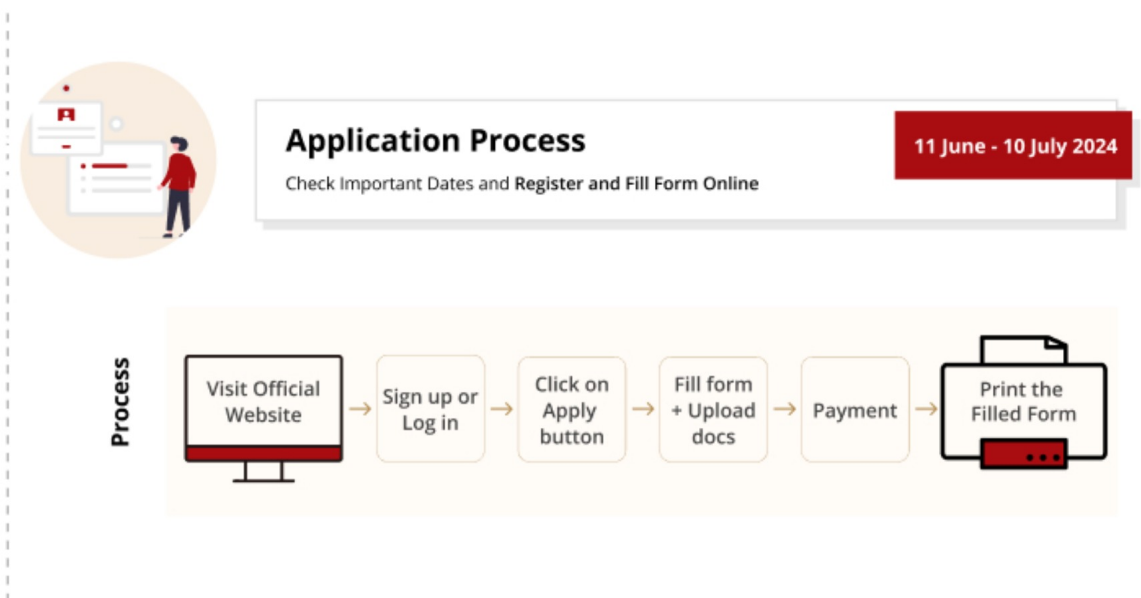 Application Process
11 June - 10 July 2024
Check Important Dates and Register and Fill Form Online
Process
Visit Official
Website
Sign up or
Log in
Click on
Apply
button
Fill form
+ Upload
docs
Payment
Print the
Filled Form